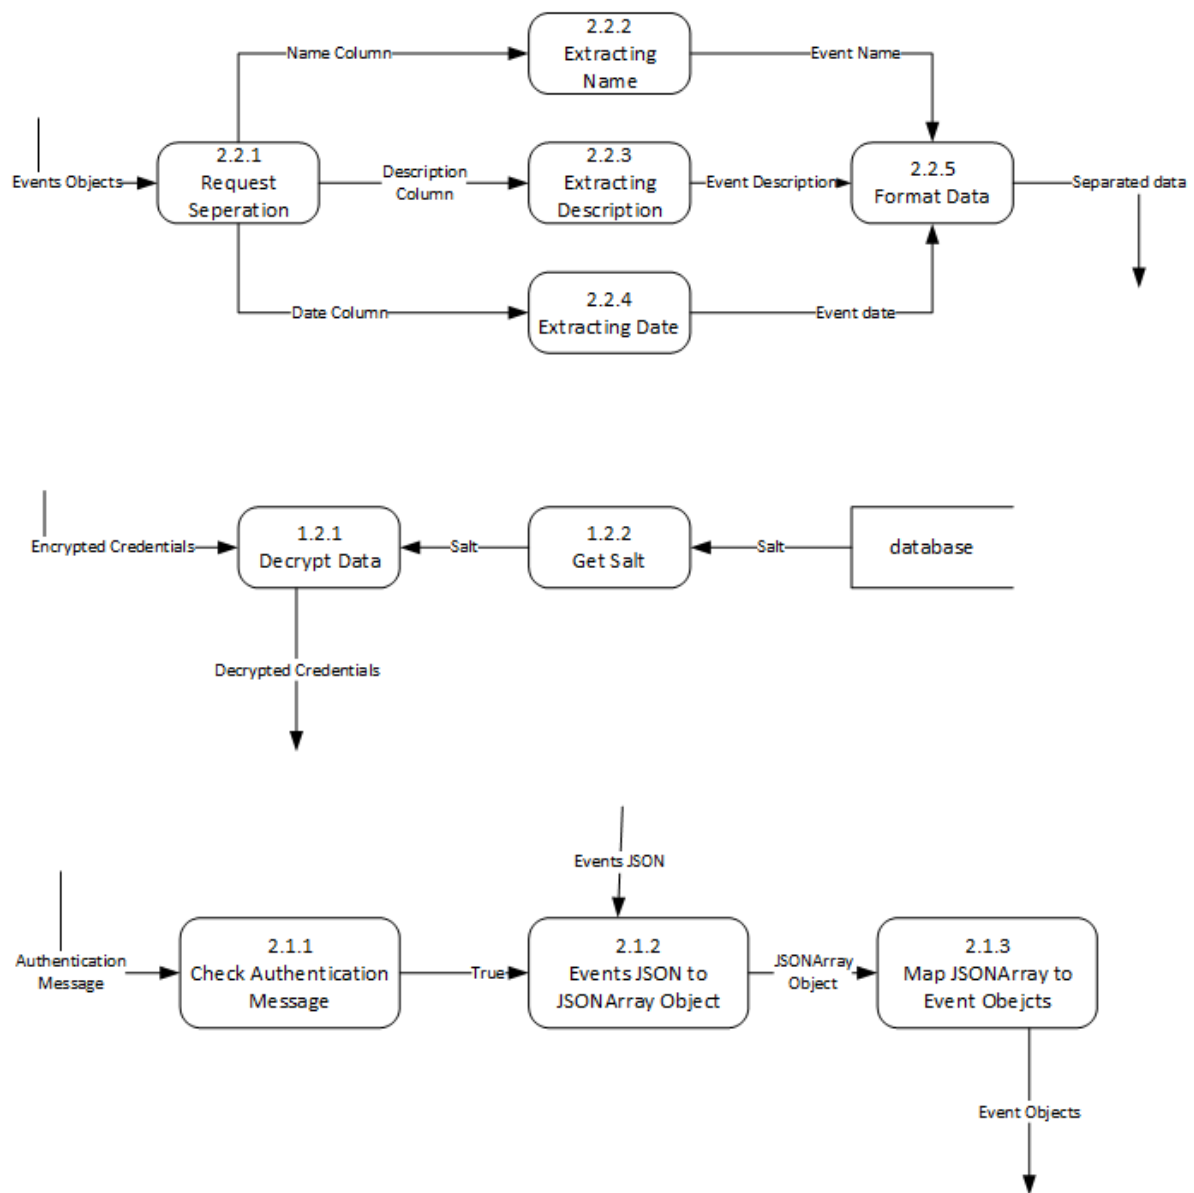 2.2.2
Extracting
Name
Name Column
Event Name
2.2.1
Request
Seperation
Events Objects
Description
Column
2.2.3
Extracting
Description
Event Description
2.2.5
Format Data
Separated data
2.2.4
Extracting Date
Date Column
Event date
Encrypted Credentials
1.2.1
Decrypt Data
Salt
1.2.2
Get Salt
Salt
database
Decrypted Credentials
Events JSON
Authentication
Message
2.1.1
Check Authentication
Message
True
2.1.2
Events JSON to
JSONArray Object
JSONArray
Object
2.1.3
Map JSONArray to
Event Obejcts
Event Objects